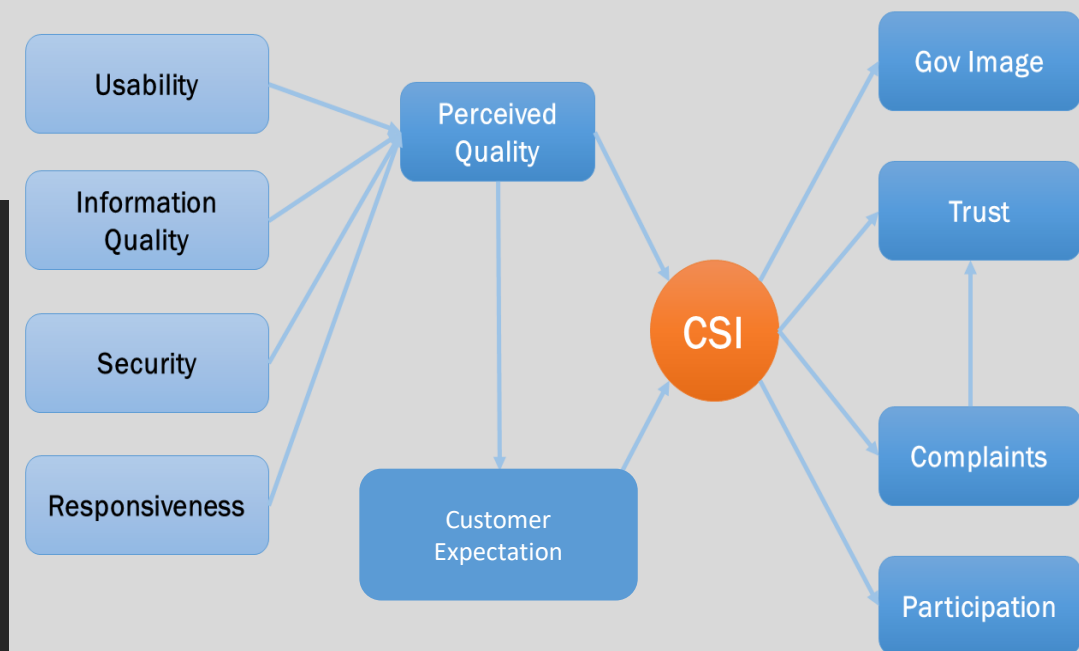 Usability
Information
Quality
Security
Responsiveness
Perceived
Quality
Customer
Expectation
CSI
Gov Image
Trust
Complaints
Participation